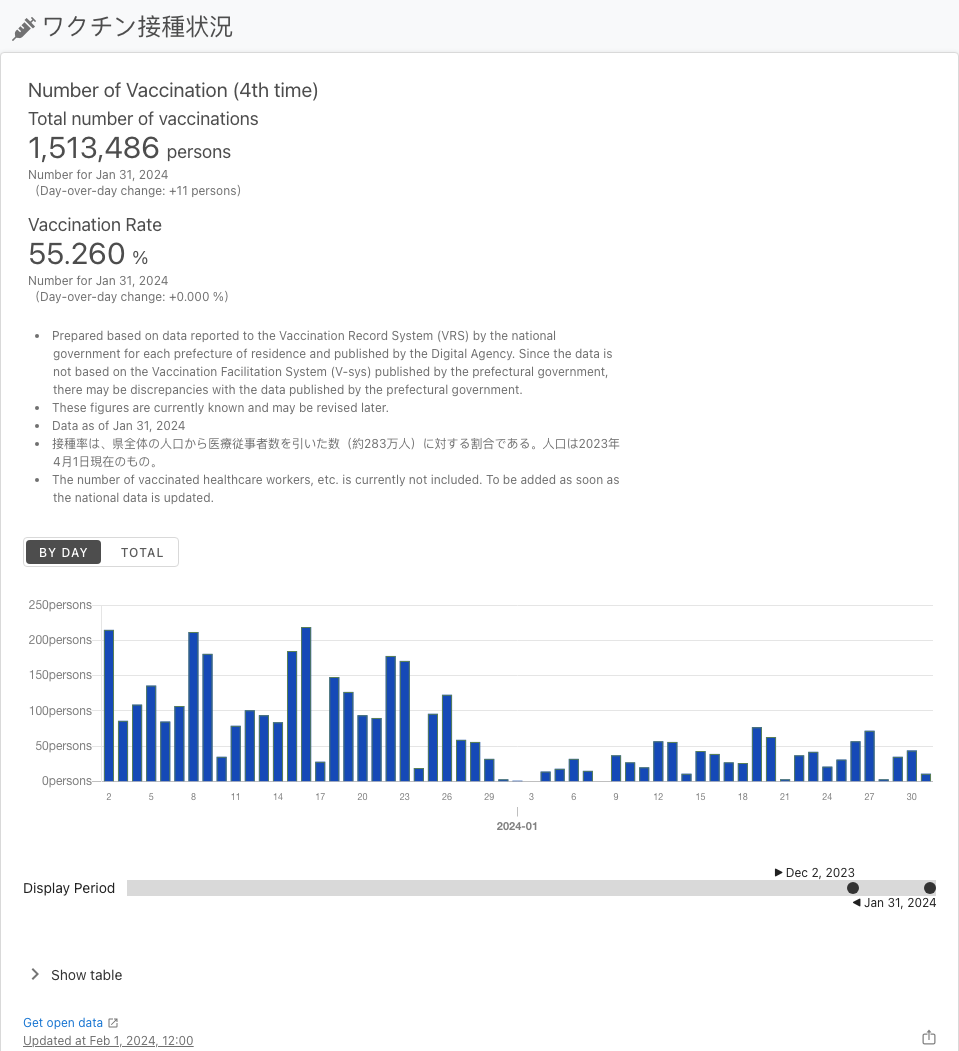 ワクチン接種状況
Number of Vaccination (4th time)
Total number of vaccinations
1,513,486 persons
Number for Jan 31, 2024
(Day-over-day change: +11 persons)
Vaccination Rate
55.260 %
Number for Jan 31, 2024
(Day-over-day change: +0.000 %)
• Prepared based on data reported to the Vaccination Record System (VRS) by the national
government for each prefecture of residence and published by the Digital Agency. Since the data is
not based on the Vaccination Facilitation System (V-sys) published by the prefectural government,
there may be discrepancies with the data published by the prefectural government.
• These figures are currently known and may be revised later.
• Data as of Jan 31, 2024
• 接種率は、県全体の人口から医療従事者数を引いた数（約283万人）に対する割合である。人口は2023年
4月1日現在のもの。
• The number of vaccinated healthcare workers, etc. is currently not included. To be added as soon as
the national data is updated.
BY DAY TOTAL
250persons
200persons
150persons
100persons
50persons
0persons
2 5 8 11 14 17 20 23 26 29 3 6 9 12 15 18 21 24 27 30
2024-01
Dec 2, 2023
Display Period
Jan 31, 2024
Show table
Get open data
Updated at Feb 1, 2024, 12:00